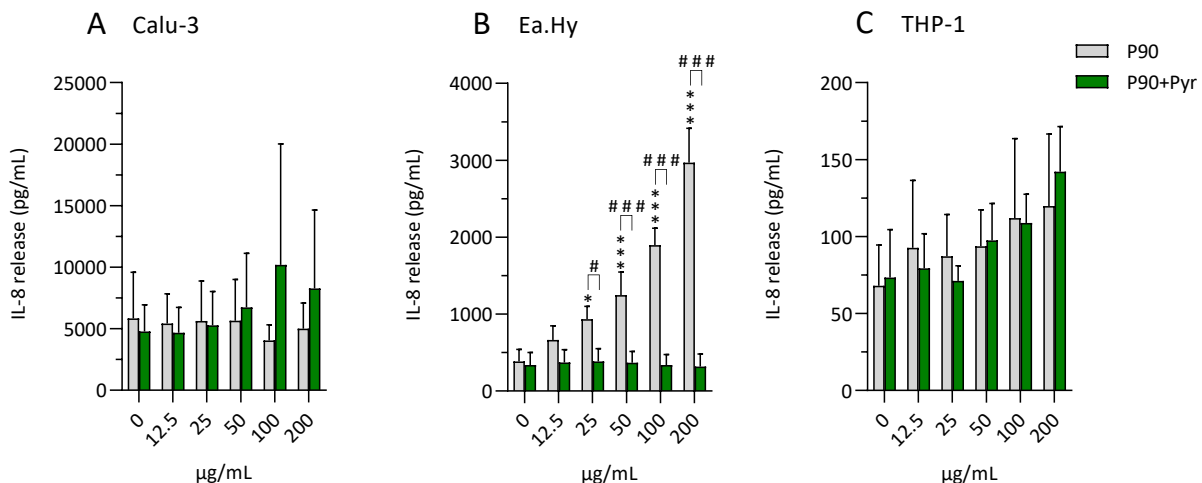 A Calu-3
IL-8 release (pg/mL)
25000
20000
15000
10000
5000
0
0 12.5 25 50 100 200
µg/mL
B Ea.Hy
IL-8 release (pg/mL)
4000
3000
2000
1000
0
*
#
***
###
***
###
***
###
0 12.5 25 50 100 200
µg/mL
C THP-1
IL-8 release (pg/mL)
200
150
100
50
0
0 12.5 25 50 100 200
µg/mL
P90
P90+Pyr